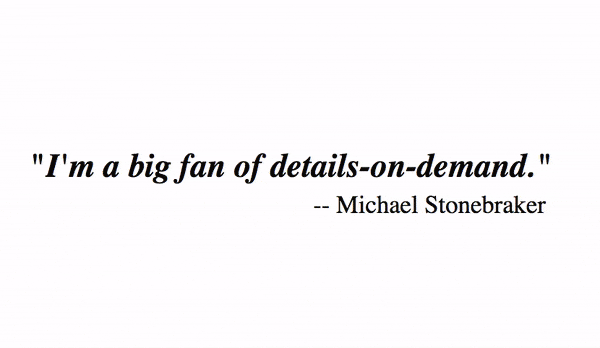 "I'm a big fan of details-on-demand."
-- Michael Stonebraker